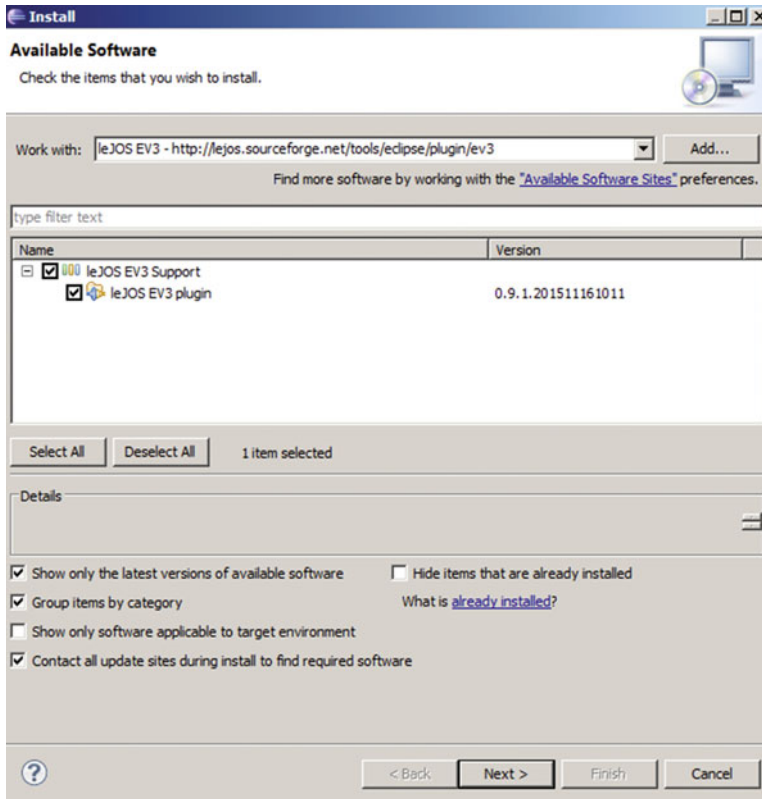 Install
Available Software
Check the items that you wish to install.
Work with: leJOS EV3 - http://lejos.sourceforge.net/tools/eclipse/plugin/ev3 Add...
Find more software by working with the "Available Software Sites" preferences.
type filter text
Name Version
leJOS EV3 Support
leJOS EV3 plugin 0.9.1.201511161011
Select All Deselect All 1 item selected
Details
Show only the latest versions of available software Hide items that are already installed
Group items by category What is already installed?
Show only software applicable to target environment
Contact all update sites during install to find required software
? < Back Next > Finish Cancel